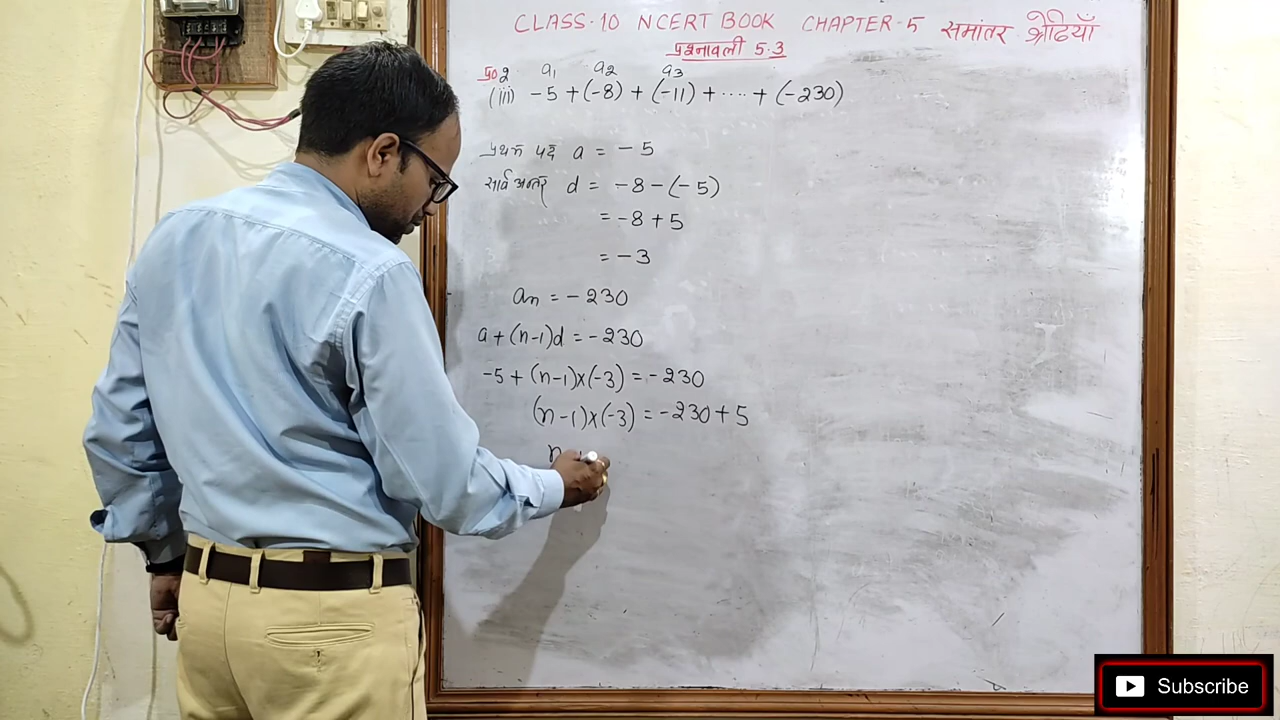 CLASS.10 NCERT BOOK CHAPTER.5 समांतर श्रेढियाँ
प्रश्नावली 5.3
प्र०2 a1 a2 a3
(iii) -5 + (-8) + (-11) + .... + (-230)
प्रथम पद a = -5
सार्व अन्तर d = -8 - (-5)
= -8 + 5
= -3
an = -230
a + (n-1)d = -230
-5 + (n-1)x(-3) = -230
(n-1)x(-3) = -230 + 5
n
Subscribe